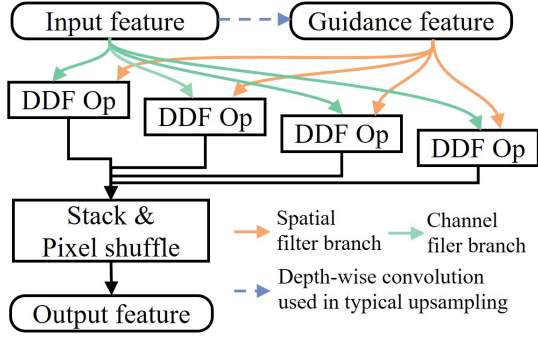 Input feature
Guidance feature
DDF Op
DDF Op
DDF Op
DDF Op
Stack &
Pixel shuffle
Output feature
Spatial
filter branch
Channel
filer branch
Depth-wise convolution
used in typical upsampling